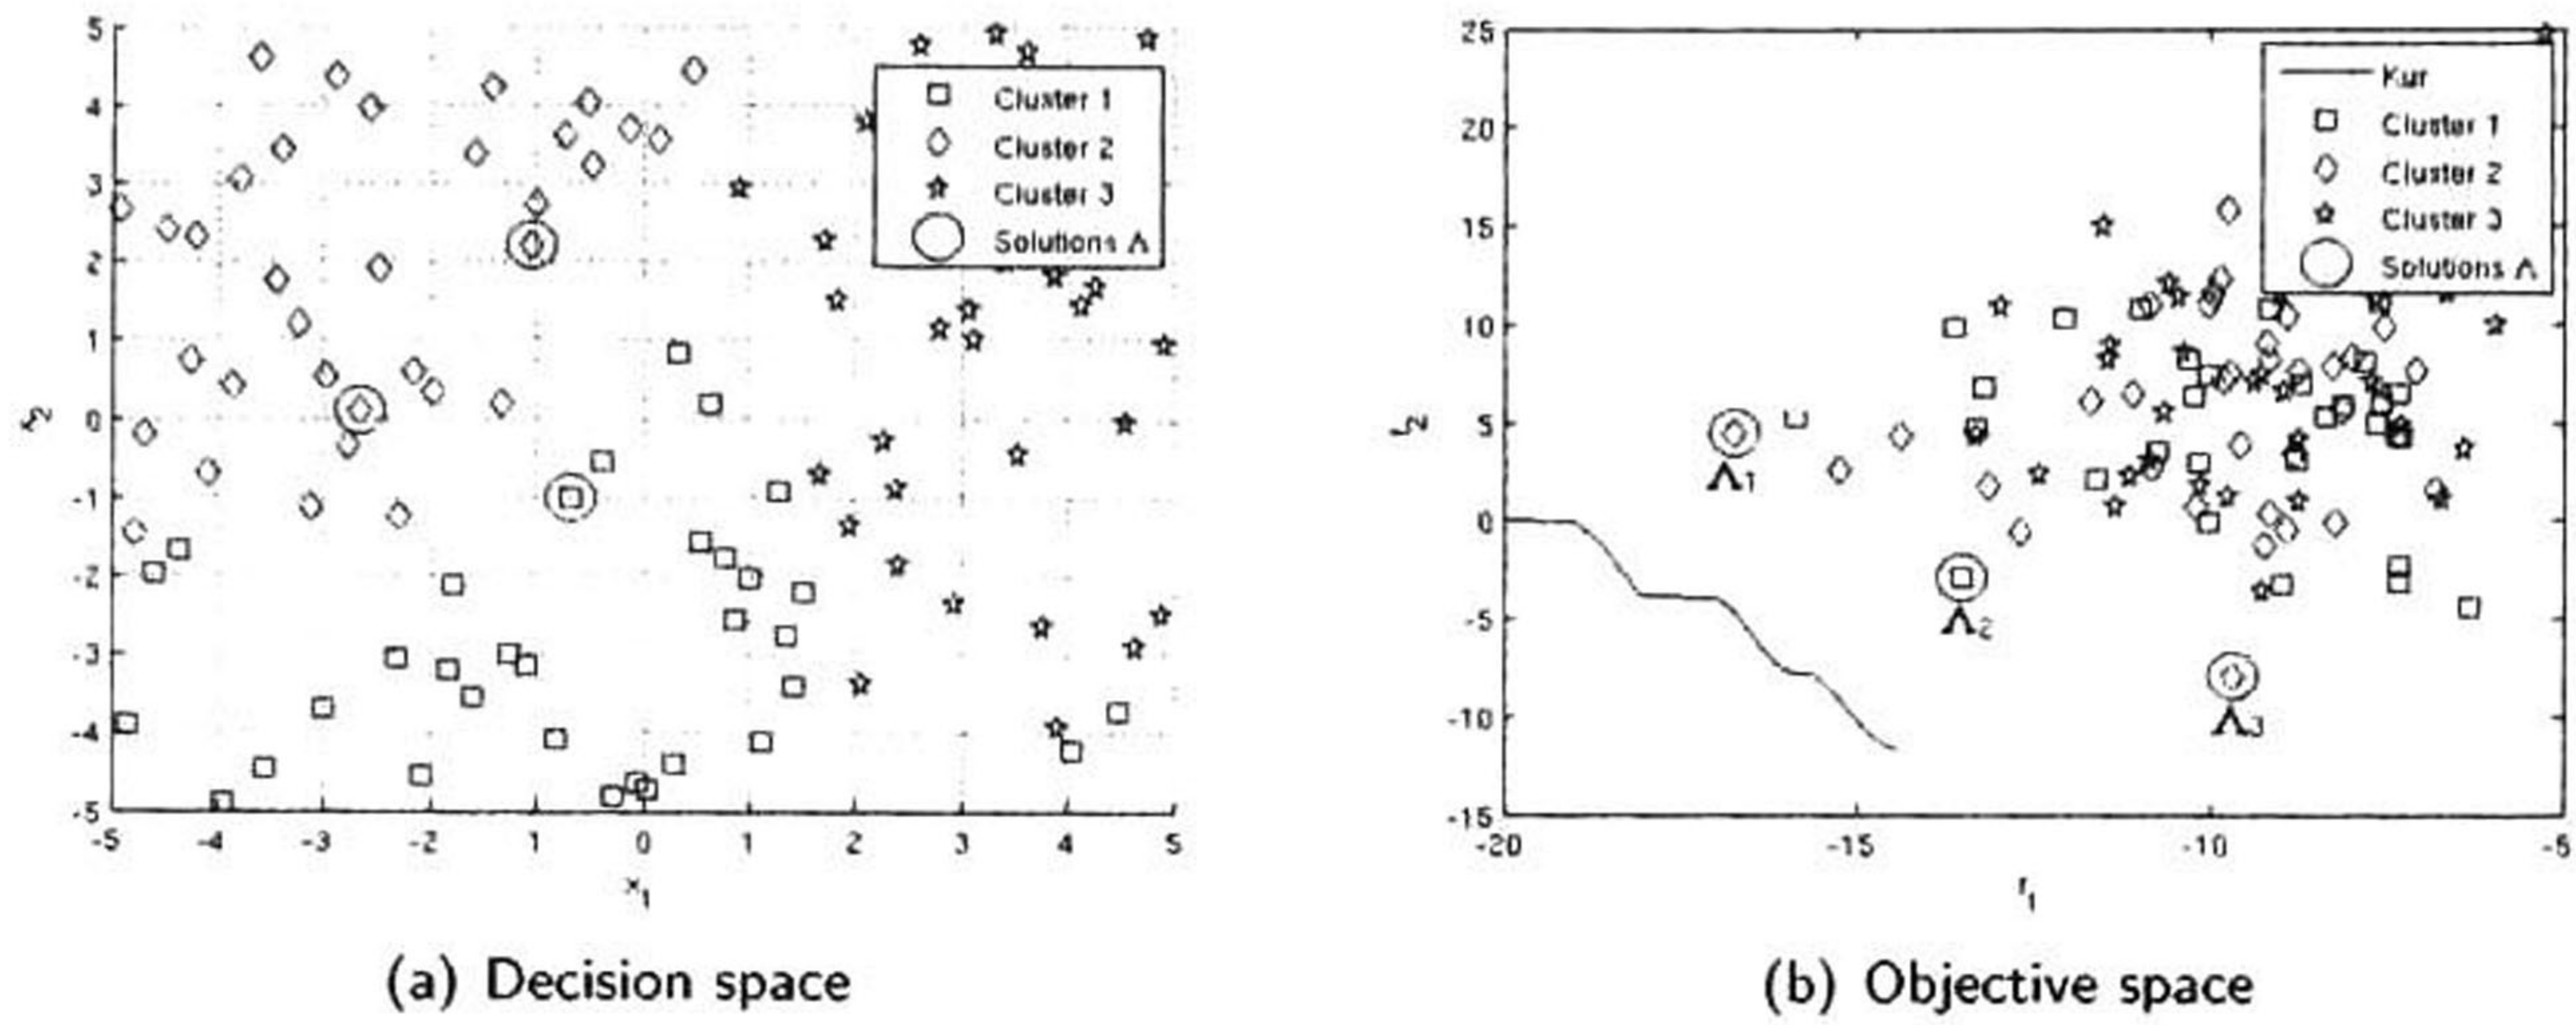 5
4
3
2
1
0
-1
-2
-3
-4
-5
x2
-5
-4
-3
-2
1
0
1
2
3
4
5
x1
Cluster 1
Cluster 2
Cluster 3
Solutions Λ
(a) Decision space
25
20
15
10
5
0
-5
-10
-15
f2
-20
-15
-10
-5
f1
Kur
Cluster 1
Cluster 2
Cluster 3
Solutions Λ
Λ1
Λ2
Λ3
(b) Objective space